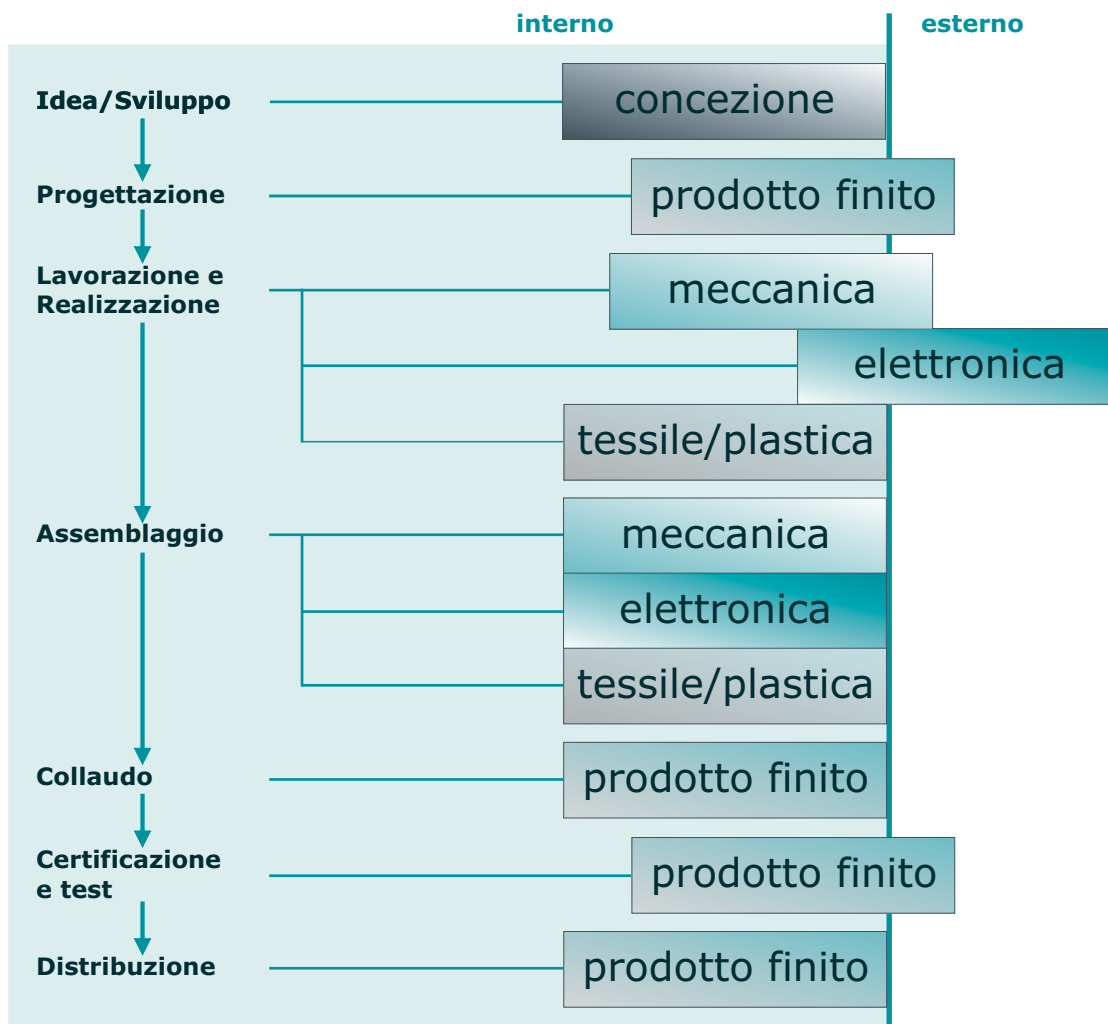 interno
esterno
Idea/Sviluppo
concezione
Progettazione
prodotto finito
Lavorazione e
Realizzazione
meccanica
elettronica
tessile/plastica
Assemblaggio
meccanica
elettronica
tessile/plastica
Collaudo
prodotto finito
Certificazione
e test
prodotto finito
Distribuzione
prodotto finito